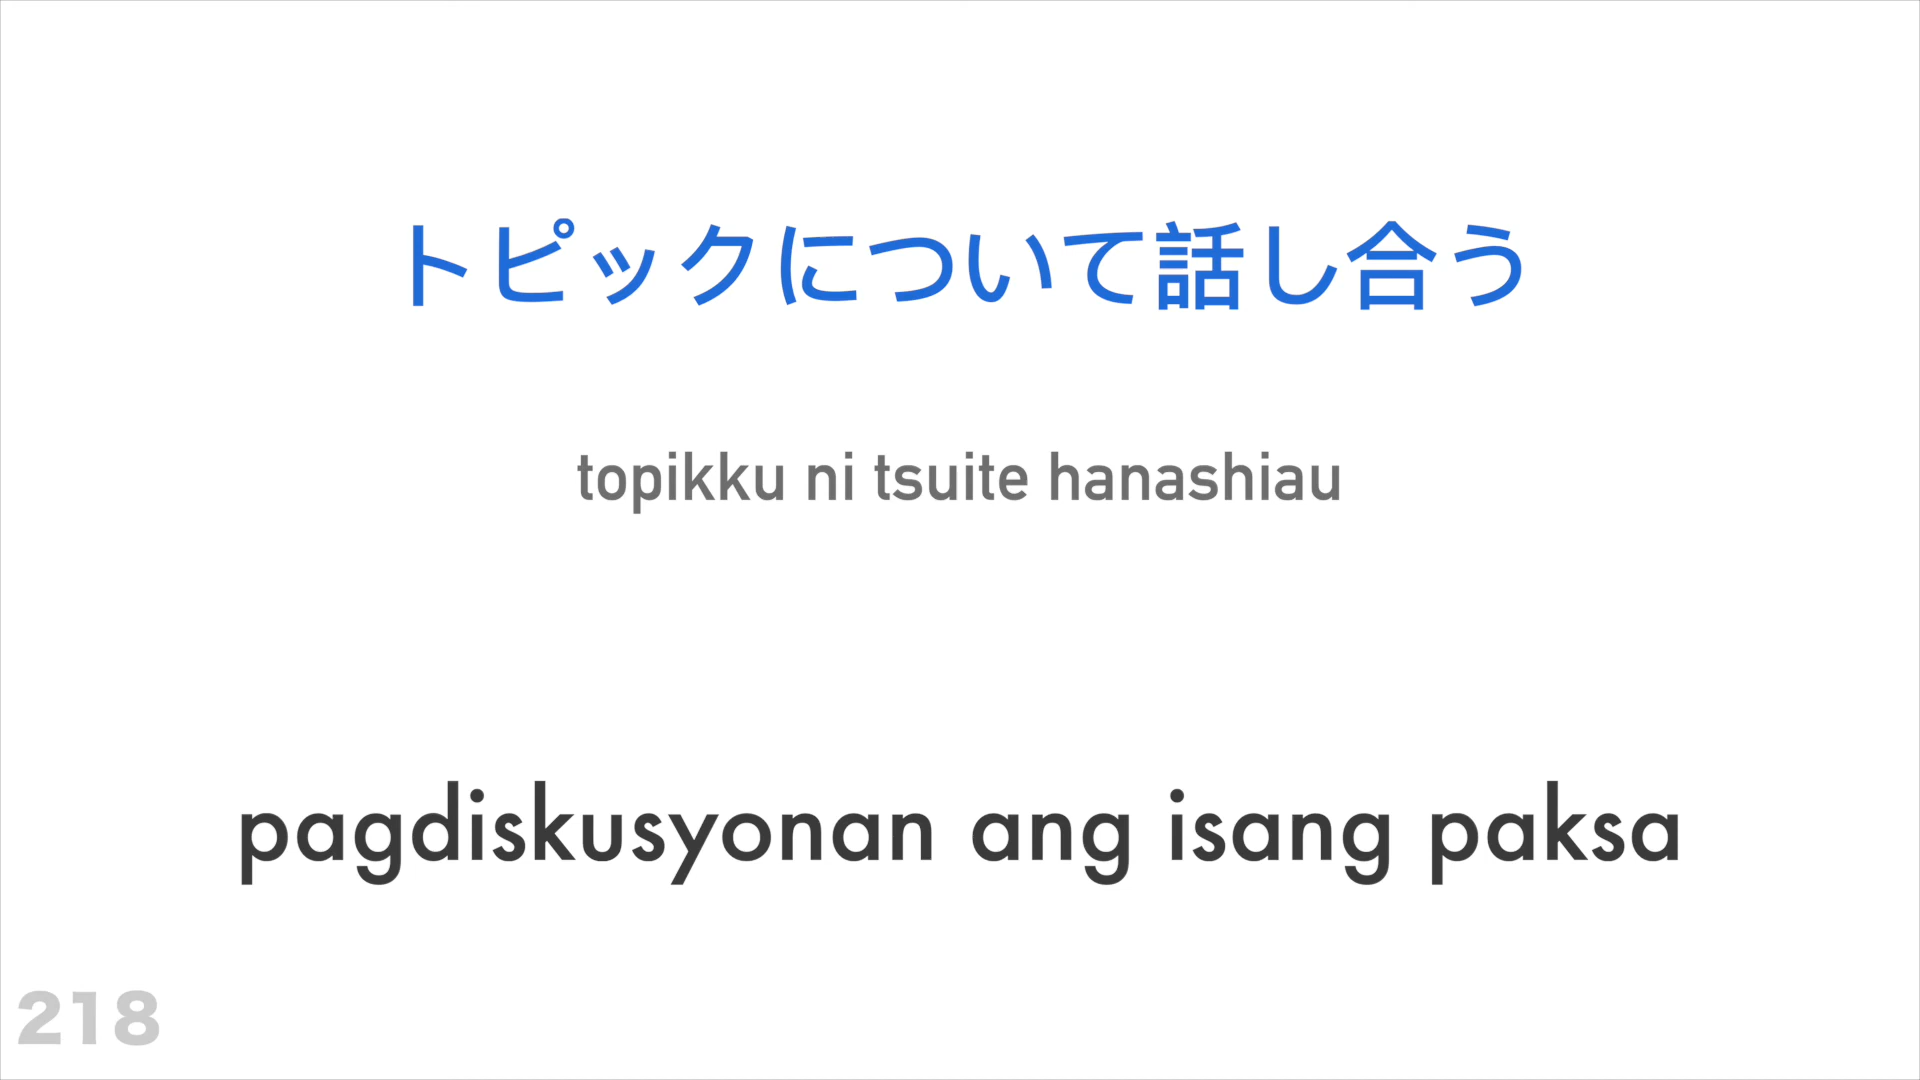 トピックについて話し合う
topikku ni tsuite hanashiau
pagdiskusyonan ang isang paksa
218